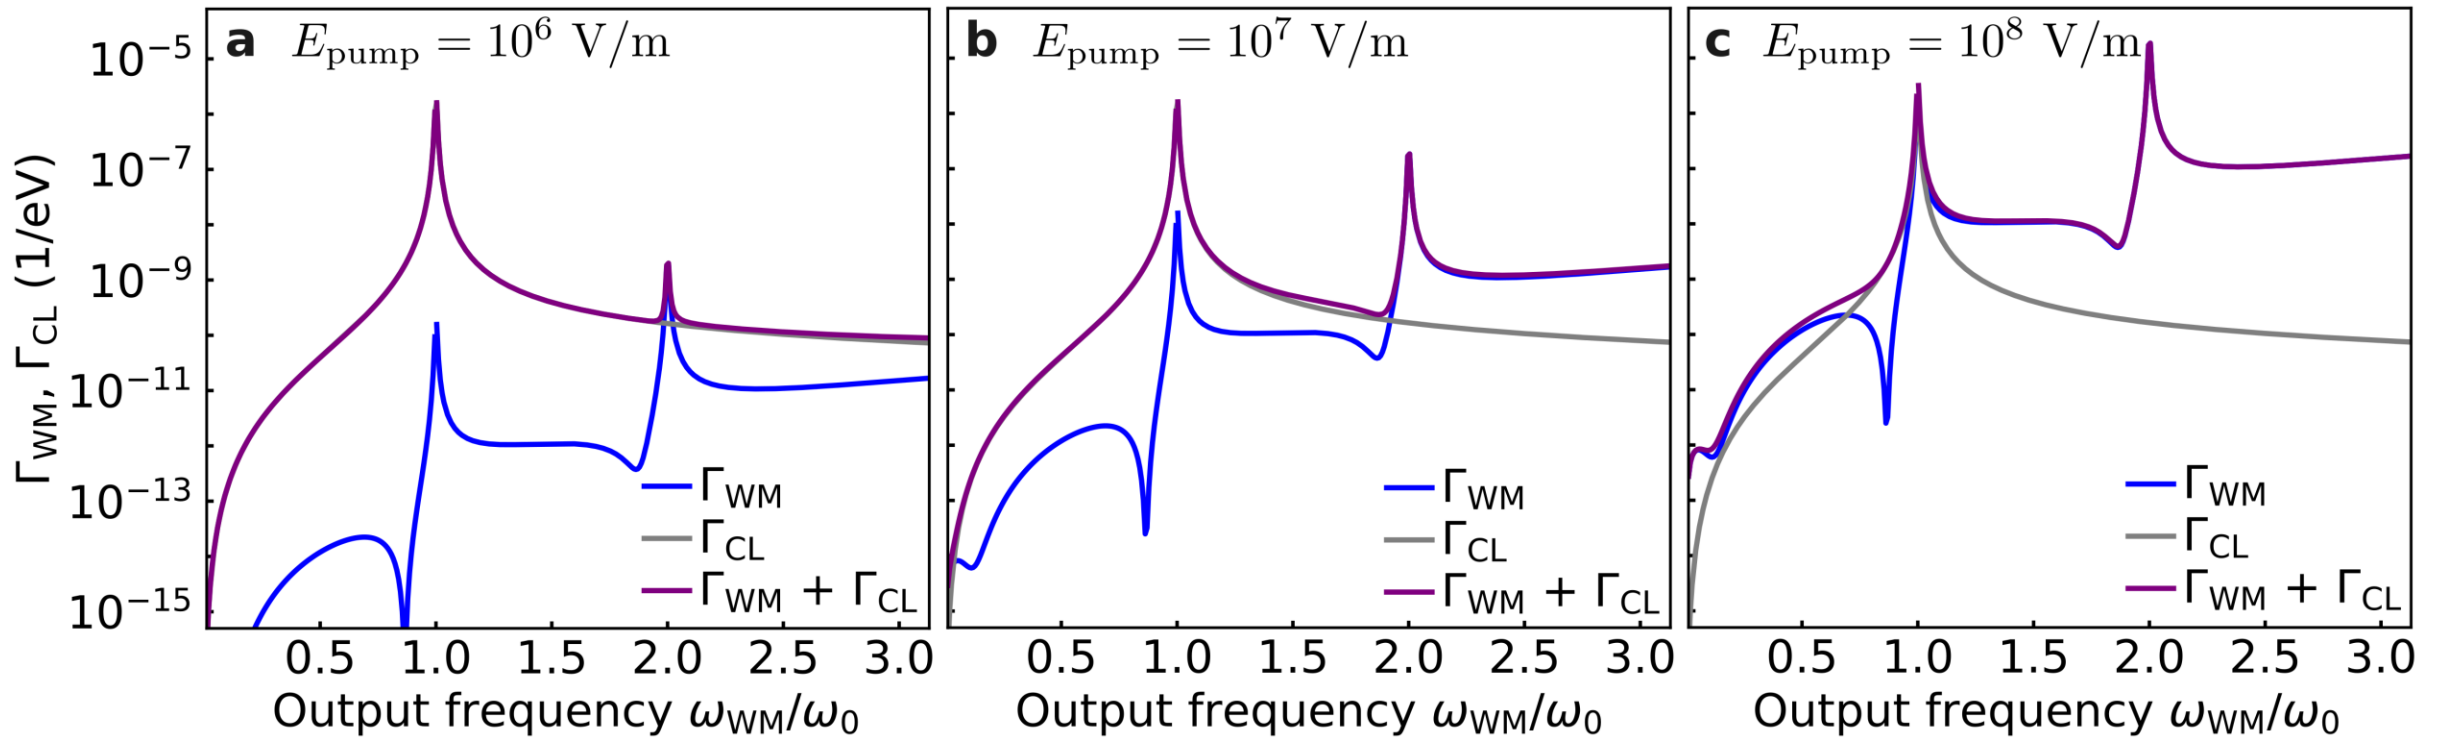 a E_pump = 10^6 V/m
b E_pump = 10^7 V/m
c E_pump = 10^8 V/m
Γ_WM, Γ_CL (1/eV)
10^−5
10^−7
10^−9
10^−11
10^−13
10^−15
Γ_WM
Γ_CL
Γ_WM + Γ_CL
Γ_WM
Γ_CL
Γ_WM + Γ_CL
Γ_WM
Γ_CL
Γ_WM + Γ_CL
0.5 1.0 1.5 2.0 2.5 3.0
0.5 1.0 1.5 2.0 2.5 3.0
0.5 1.0 1.5 2.0 2.5 3.0
Output frequency ω_WM/ω_0
Output frequency ω_WM/ω_0
Output frequency ω_WM/ω_0